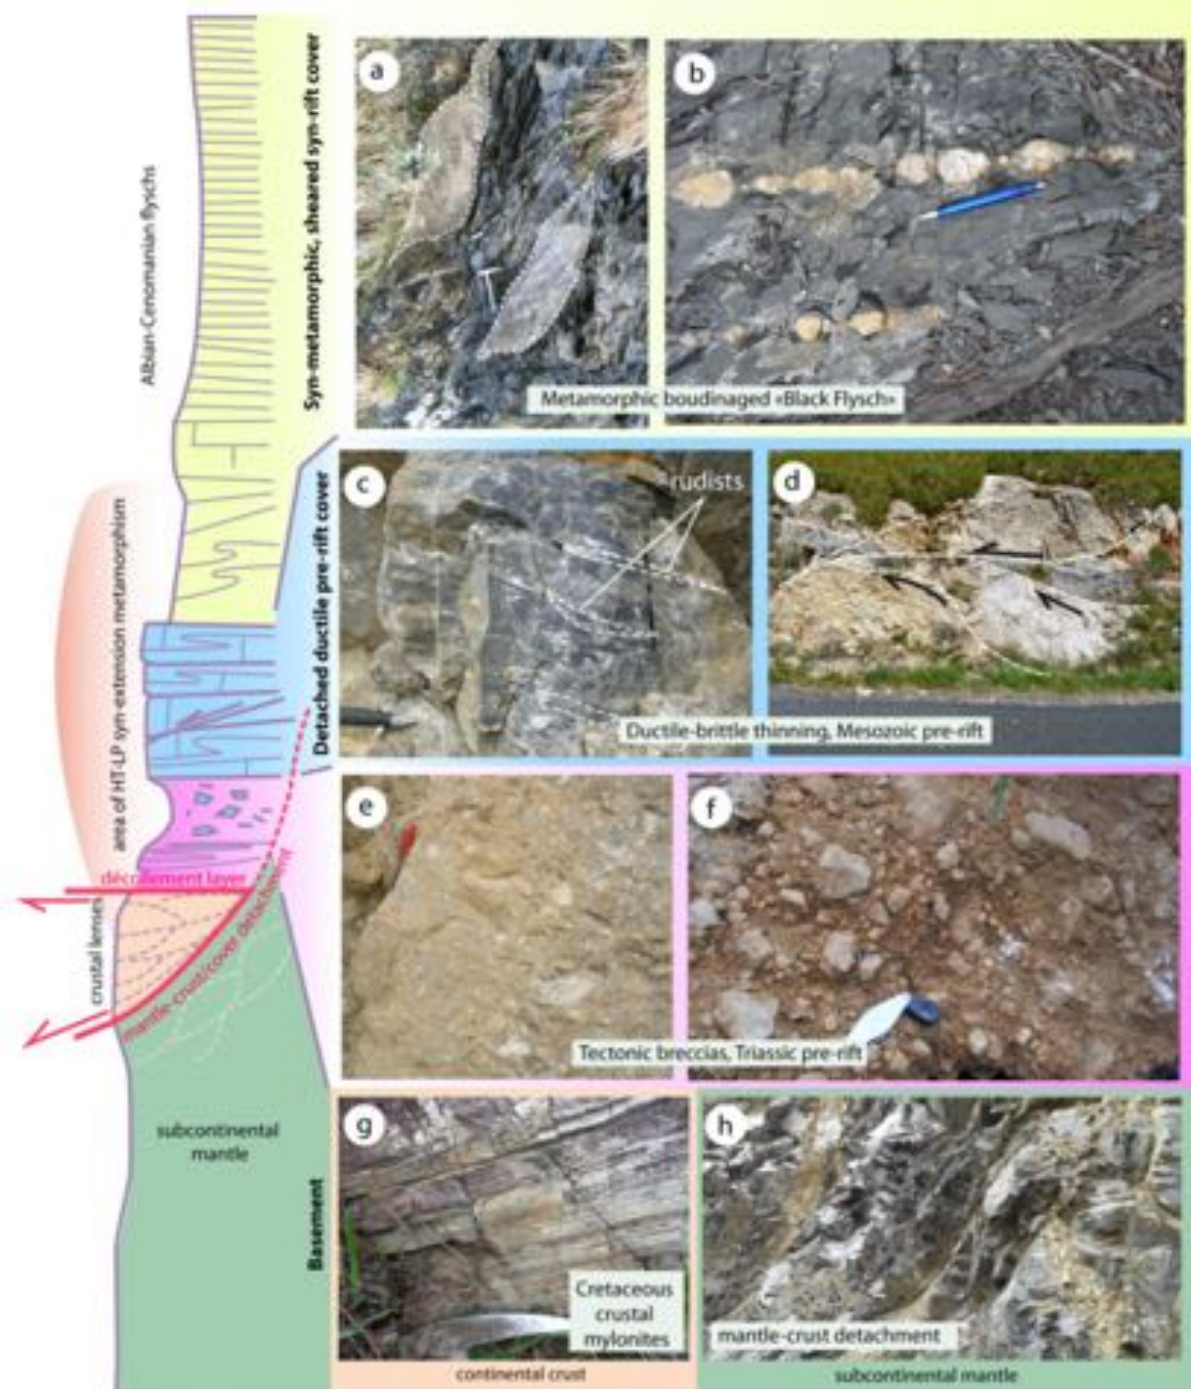 Albian-Cenomanian flyschs
Syn-metamorphic, sheared syn-rift cover
a
b
Metamorphic boudinaged «Black Flysch»
area of HT-LP syn-extension metamorphism
Detached ductile pre-rift cover
c
rudists
d
Ductile-brittle thinning, Mesozoic pre-rift
e
f
Tectonic breccias, Triassic pre-rift
décollement layer
crustal lenses
mantle-crust/cover detachment
subcontinental
mantle
Basement
g
Cretaceous
crustal
mylonites
continental crust
h
mantle-crust detachment
subcontinental mantle